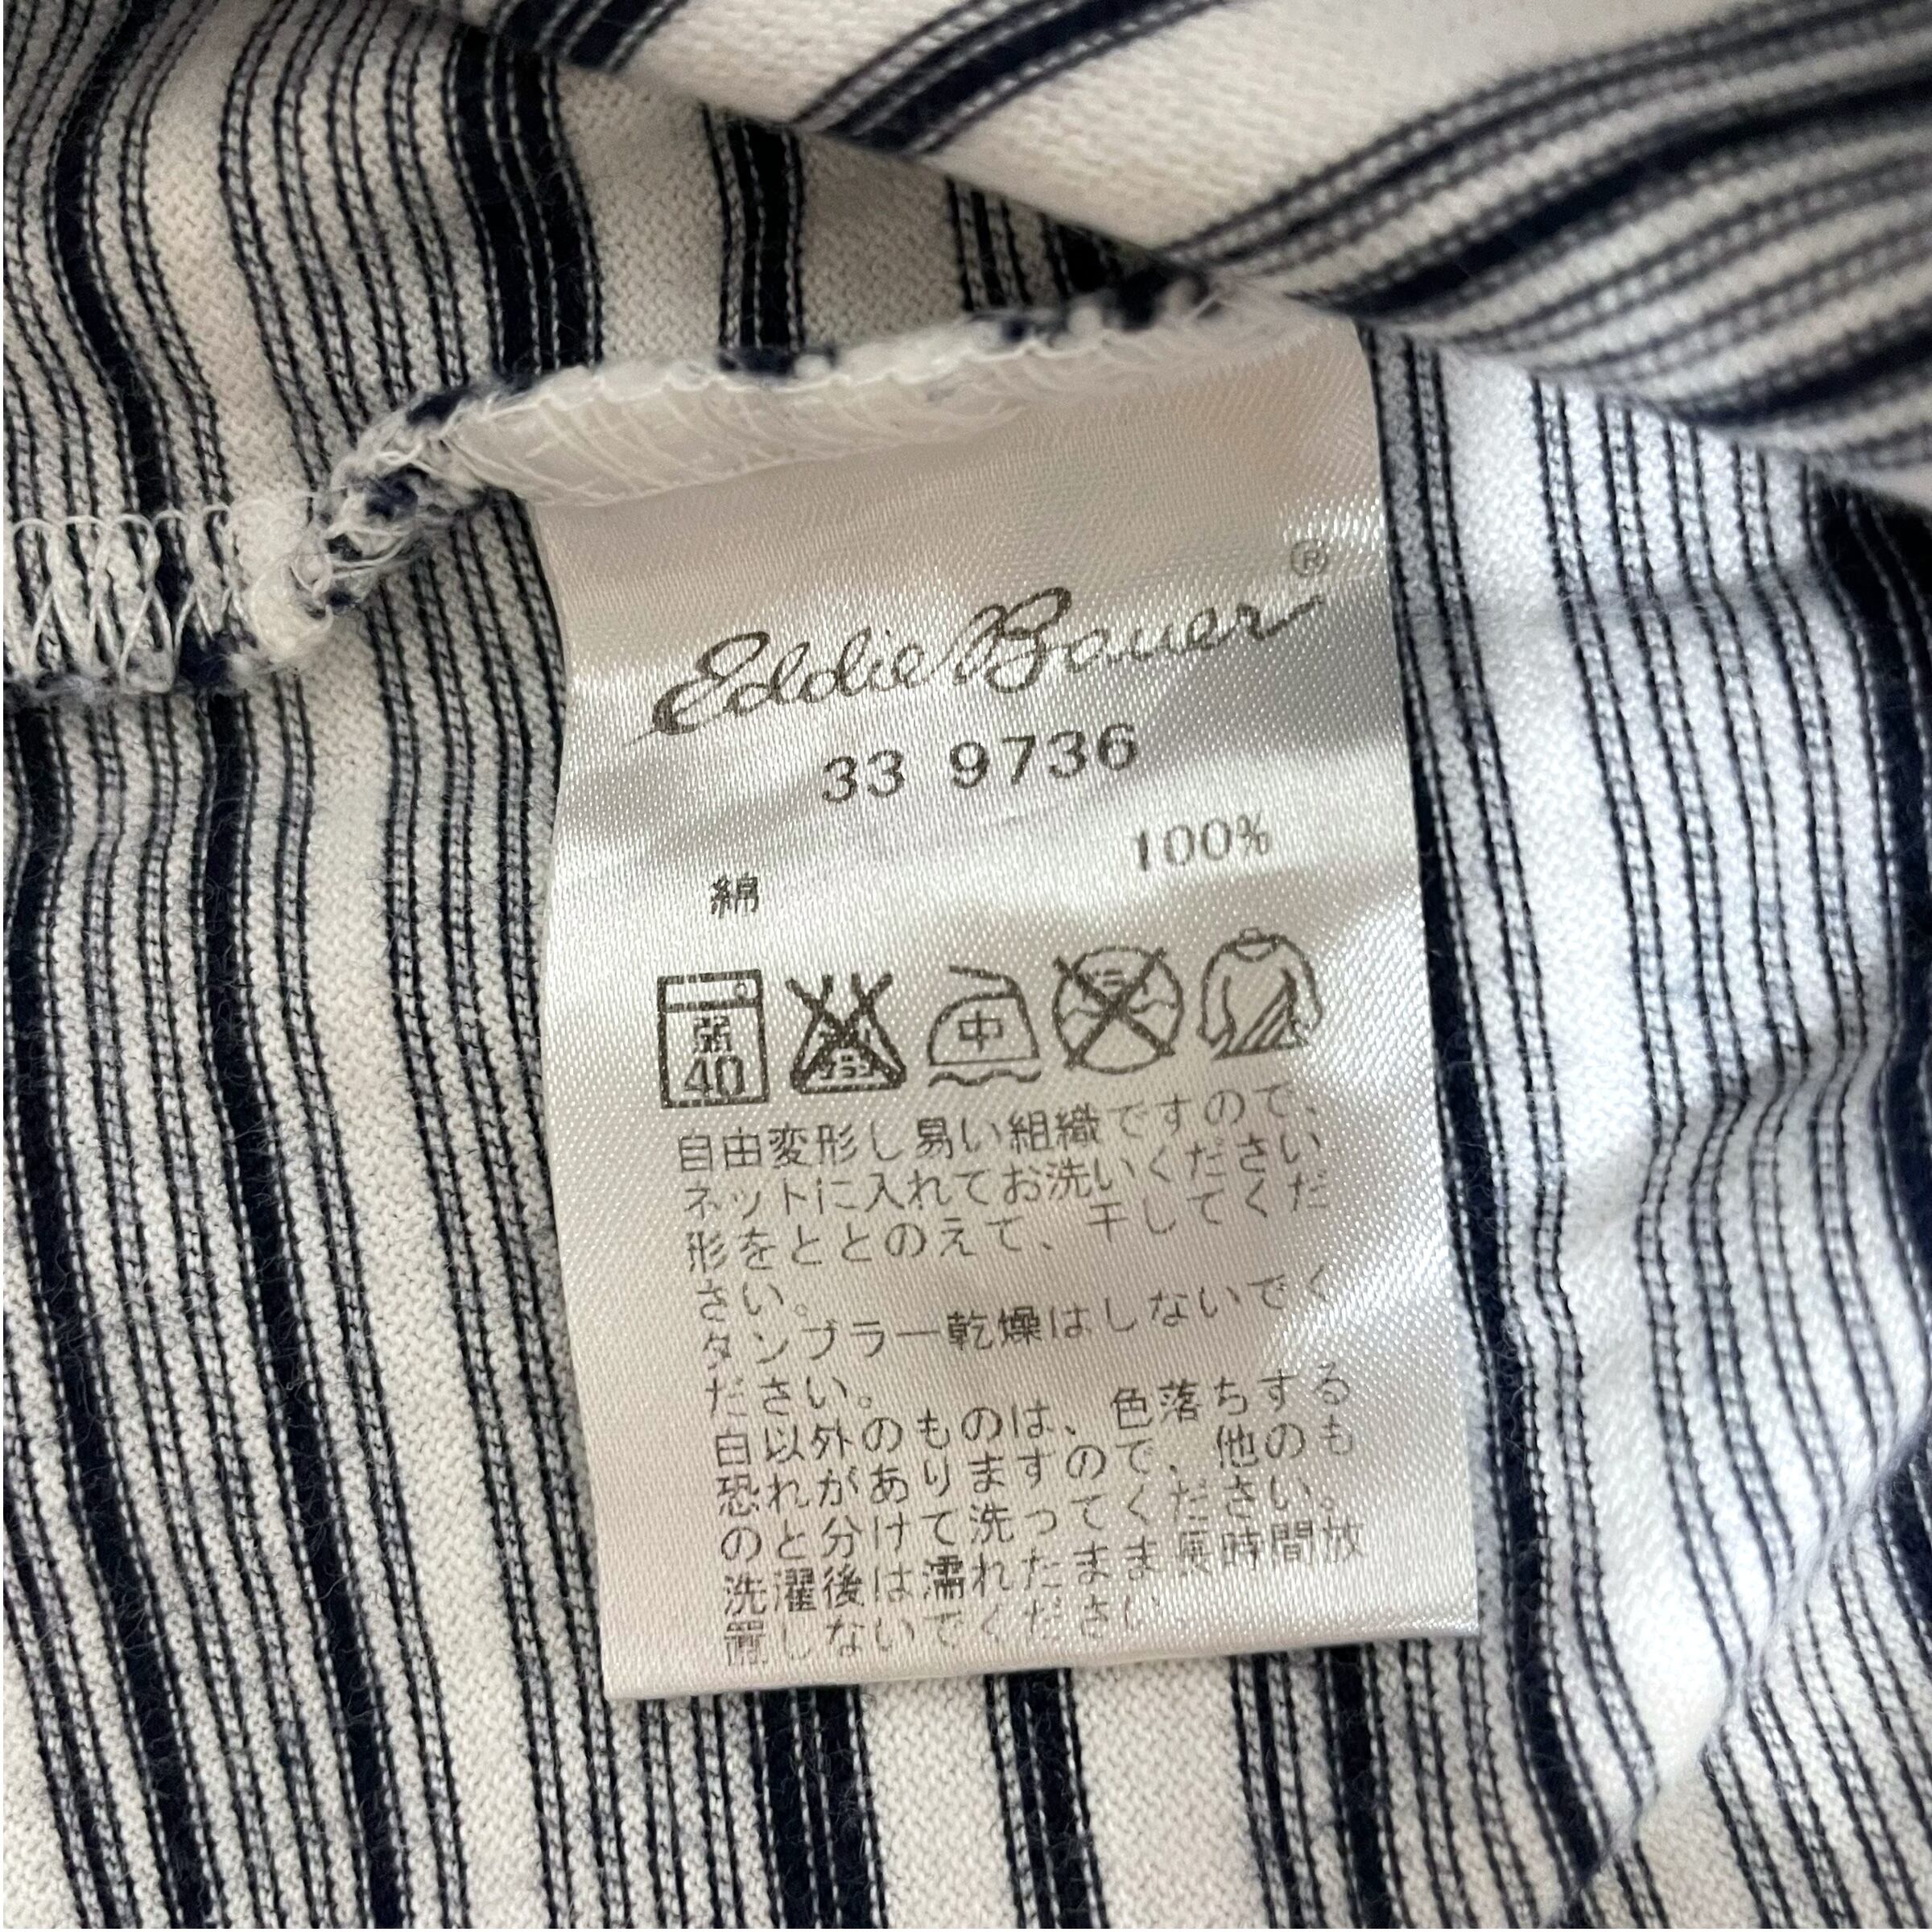 Eddie Bauer®
33 9736
綿 100%
弱 40 中
自由変形し易い組織ですので、
ネットに入れてお洗いください
形をととのえて、干してくだ
さい。
タンブラー乾燥はしないでく
ださい。
白以外のものは、色落ちする
恐れがありますので、他のも
のと分けて洗ってください。
洗濯後は濡れたまま長時間放
置しないでください